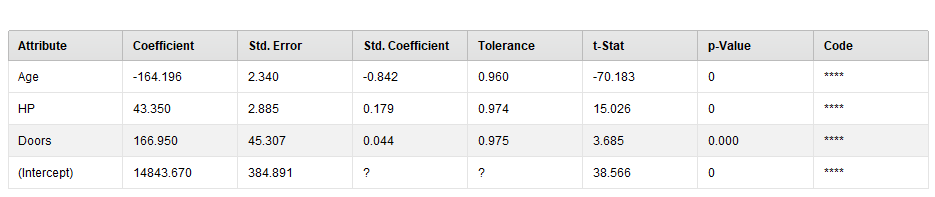 Attribute Coefficient Std. Error Std. Coefficient Tolerance t-Stat p-Value Code
Age -164.196 2.340 -0.842 0.960 -70.183 0 ****
HP 43.350 2.885 0.179 0.974 15.026 0 ****
Doors 166.950 45.307 0.044 0.975 3.685 0.000 ****
(Intercept) 14843.670 384.891 ? ? 38.566 0 ****